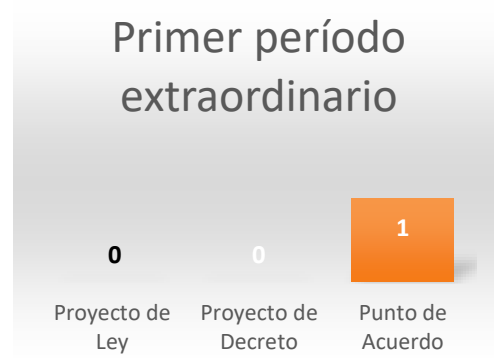 Primer período
extraordinario
0
0
1
Proyecto de
Ley
Proyecto de
Decreto
Punto de
Acuerdo